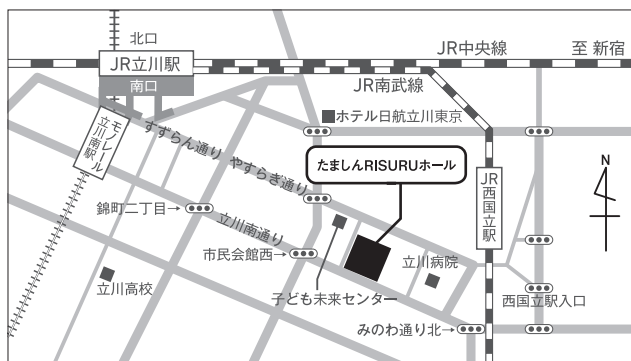 北口
JR立川駅
南口
JR中央線
至 新宿
JR南武線
ホテル日航立川東京
モノレール
立川南駅
すずらん通り
やすらぎ通り
たましんRISURUホール
JR西国立駅
N
錦町二丁目→
立川南通り
市民会館西→
立川高校
子ども未来センター
立川病院
西国立駅入口
みのわ通り北→